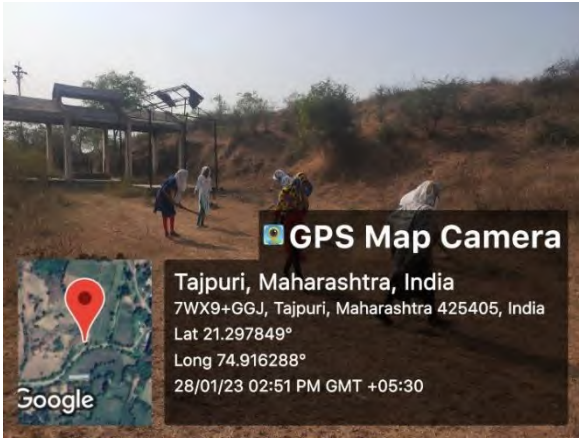 GPS Map Camera
Tajpuri, Maharashtra, India
7WX9+GGJ, Tajpuri, Maharashtra 425405, India
Lat 21.297849°
Long 74.916288°
28/01/23 02:51 PM GMT +05:30
Google